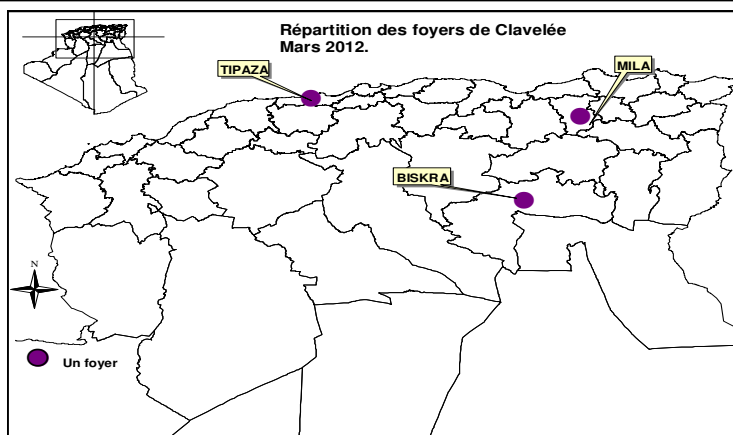 Répartition des foyers de Clavelée
Mars 2012.
TIPAZA
MILA
BISKRA
N
Un foyer